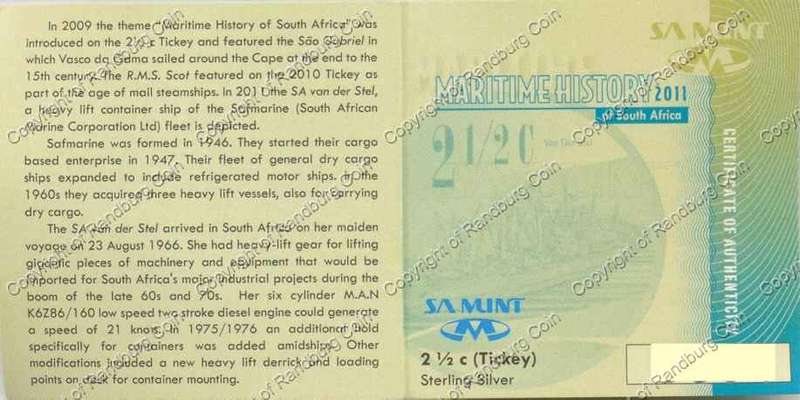 In 2009 the theme "Maritime History of South Africa" was
introduced on the 2½ c Tickey and featured the São Gabriel in
which Vasco da Gama sailed around the Cape at the end to the
15th century. The R.M.S. Scot featured on the 2010 Tickey as
part of the age of mail steamships. In 2011 the SA van der Stel,
a heavy lift container ship of the Safmarine (South African
Marine Corporation Ltd) fleet is depicted.
Safmarine was formed in 1946. They started their cargo
based enterprise in 1947. Their fleet of general dry cargo
ships expanded to include refrigerated motor ships. In the
1960s they acquired three heavy lift vessels, also for carrying
dry cargo.
The SA van der Stel arrived in South Africa on her maiden
voyage on 23 August 1966. She had heavy-lift gear for lifting
gigantic pieces of machinery and equipment that would be
imported for South Africa's major industrial projects during the
boom of the late 60s and 70s. Her six cylinder M.A.N
K6Z86/160 low speed two stroke diesel engine could generate
a speed of 21 knots. In 1975/1976 an additional hold
specifically for containers was added amidships. Other
modifications included a new heavy lift derrick and loading
points on deck for container mounting.
SA MINT
MARITIME HISTORY 2011
of South Africa
2 1/2 C
CERTIFICATE OF AUTHENTICITY
SA MINT
2 ½ c (Tickey)
Sterling Silver
Copyright of Randburg Coin